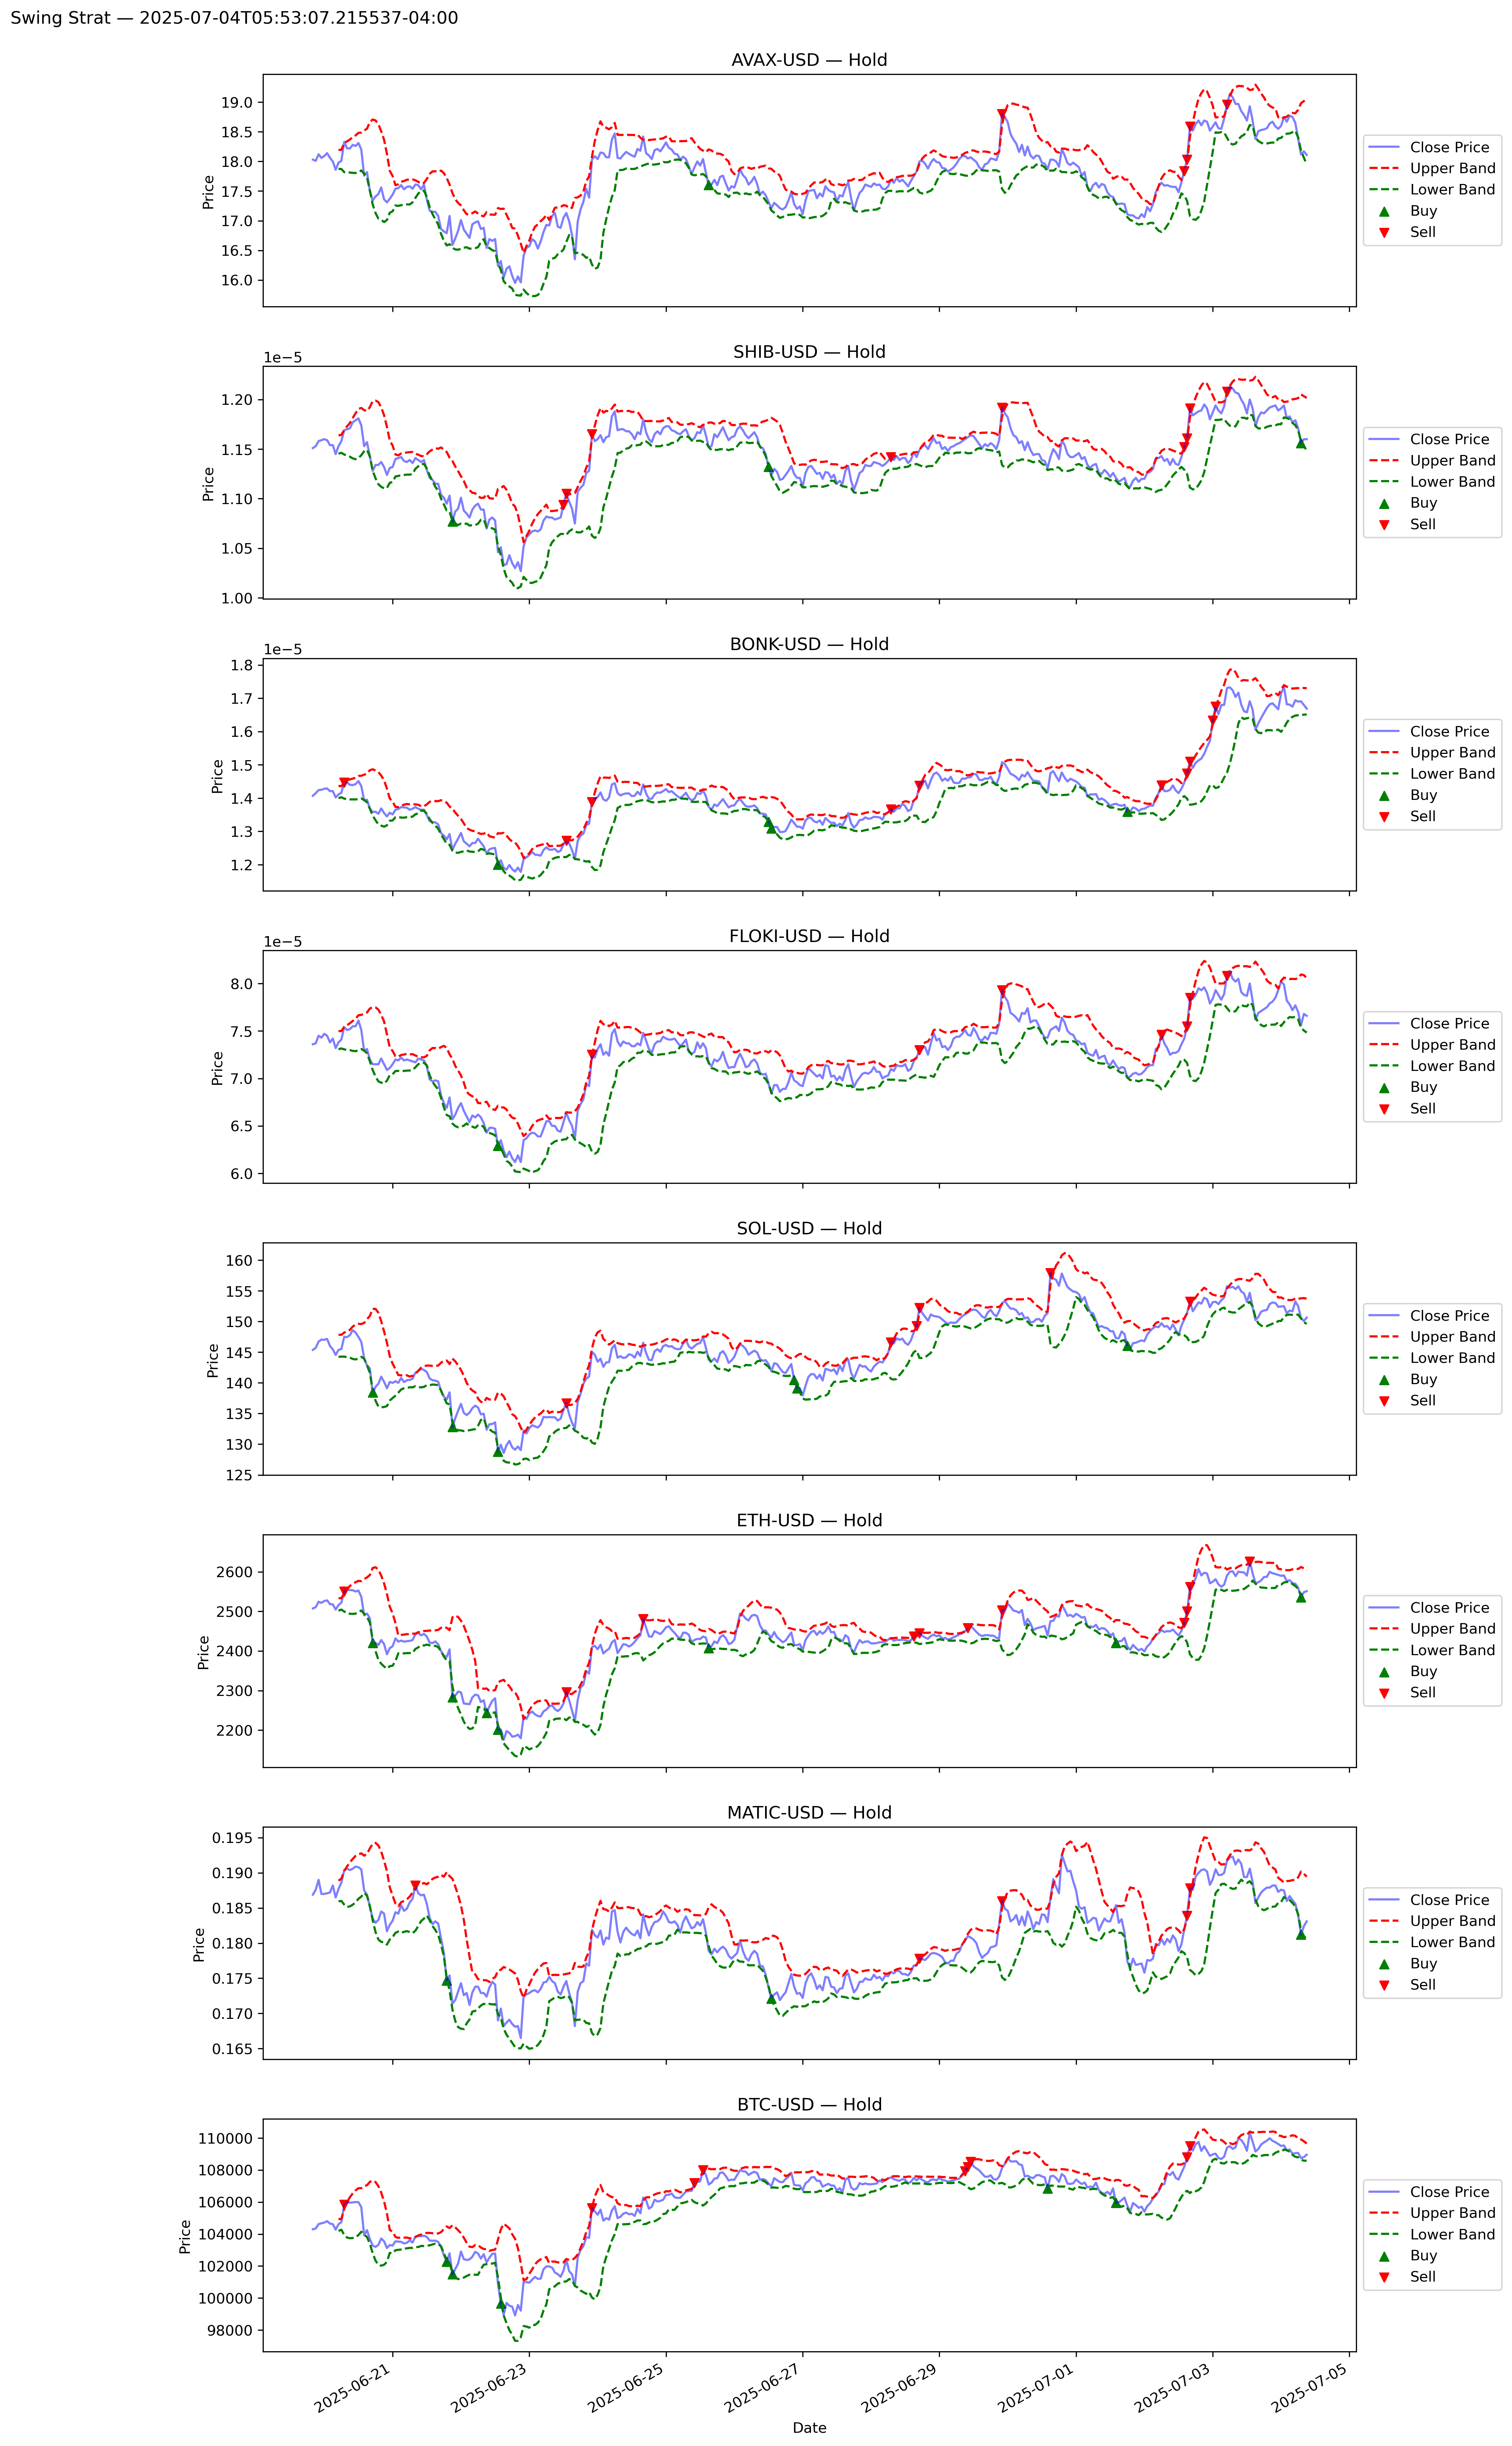 Swing Strat — 2025-07-04T05:53:07.215537-04:00
AVAX-USD — Hold
19.0
18.5
18.0
17.5
17.0
16.5
16.0
Price
Close Price
Upper Band
Lower Band
Buy
Sell
SHIB-USD — Hold
1e−5
1.20
1.15
1.10
1.05
1.00
Price
Close Price
Upper Band
Lower Band
Buy
Sell
BONK-USD — Hold
1e−5
1.8
1.7
1.6
1.5
1.4
1.3
1.2
Price
Close Price
Upper Band
Lower Band
Buy
Sell
FLOKI-USD — Hold
1e−5
8.0
7.5
7.0
6.5
6.0
Price
Close Price
Upper Band
Lower Band
Buy
Sell
SOL-USD — Hold
160
155
150
145
140
135
130
125
Price
Close Price
Upper Band
Lower Band
Buy
Sell
ETH-USD — Hold
2600
2500
2400
2300
2200
Price
Close Price
Upper Band
Lower Band
Buy
Sell
MATIC-USD — Hold
0.195
0.190
0.185
0.180
0.175
0.170
0.165
Price
Close Price
Upper Band
Lower Band
Buy
Sell
BTC-USD — Hold
110000
108000
106000
104000
102000
100000
98000
Price
Close Price
Upper Band
Lower Band
Buy
Sell
2025-06-21
2025-06-23
2025-06-25
2025-06-27
2025-06-29
2025-07-01
2025-07-03
2025-07-05
Date